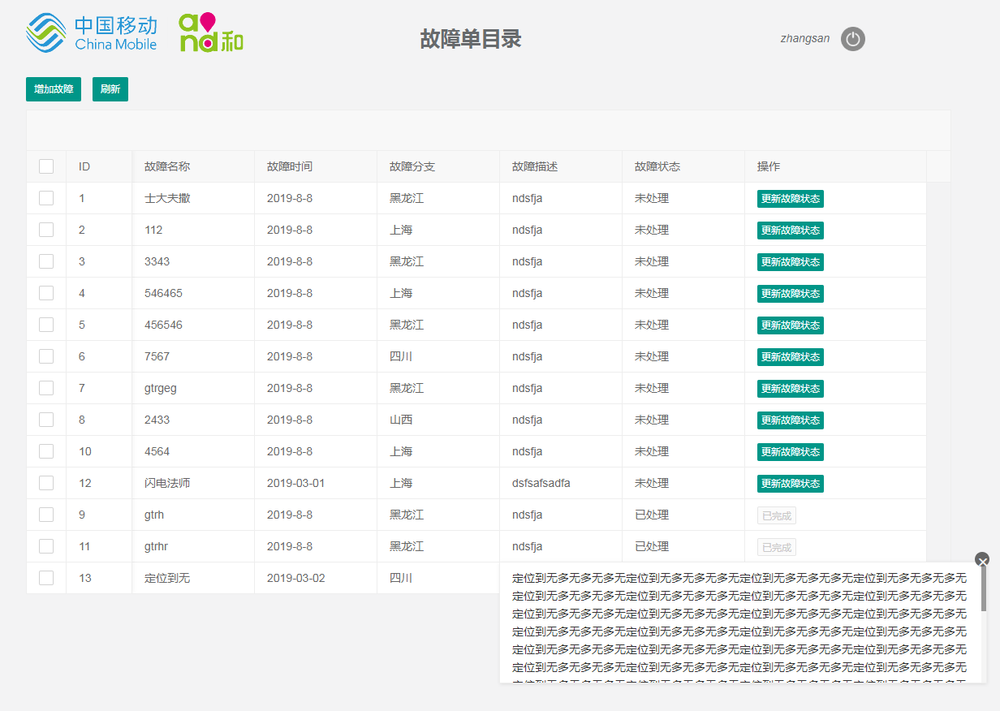 中国移动
China Mobile
and和
故障单目录
zhangsan
增加故障 刷新
ID 故障名称 故障时间 故障分支 故障描述 故障状态 操作
1 士大夫撒 2019-8-8 黑龙江 ndsfja 未处理 更新故障状态
2 112 2019-8-8 上海 ndsfja 未处理 更新故障状态
3 3343 2019-8-8 黑龙江 ndsfja 未处理 更新故障状态
4 546465 2019-8-8 上海 ndsfja 未处理 更新故障状态
5 456546 2019-8-8 黑龙江 ndsfja 未处理 更新故障状态
6 7567 2019-8-8 四川 ndsfja 未处理 更新故障状态
7 gtrgeg 2019-8-8 黑龙江 ndsfja 未处理 更新故障状态
8 2433 2019-8-8 山西 ndsfja 未处理 更新故障状态
10 4564 2019-8-8 上海 ndsfja 未处理 更新故障状态
12 闪电法师 2019-03-01 上海 dsfsafsadfa 未处理 更新故障状态
9 gtrh 2019-8-8 黑龙江 ndsfja 已处理 已完成
11 gtrhr 2019-8-8 黑龙江 ndsfja 已处理 已完成
13 定位到无 2019-03-02 四川
定位到无多无多无多无定位到无多无多无多无定位到无多无多无多无定位到无多无多无多无
定位到无多无多无多无定位到无多无多无多无定位到无多无多无多无定位到无多无多无多无
定位到无多无多无多无定位到无多无多无多无定位到无多无多无多无定位到无多无多无多无
定位到无多无多无多无定位到无多无多无多无定位到无多无多无多无定位到无多无多无多无
定位到无多无多无多无定位到无多无多无多无定位到无多无多无多无定位到无多无多无多无
定位到无多无多无多无定位到无多无多无多无定位到无多无多无多无定位到无多无多无多无